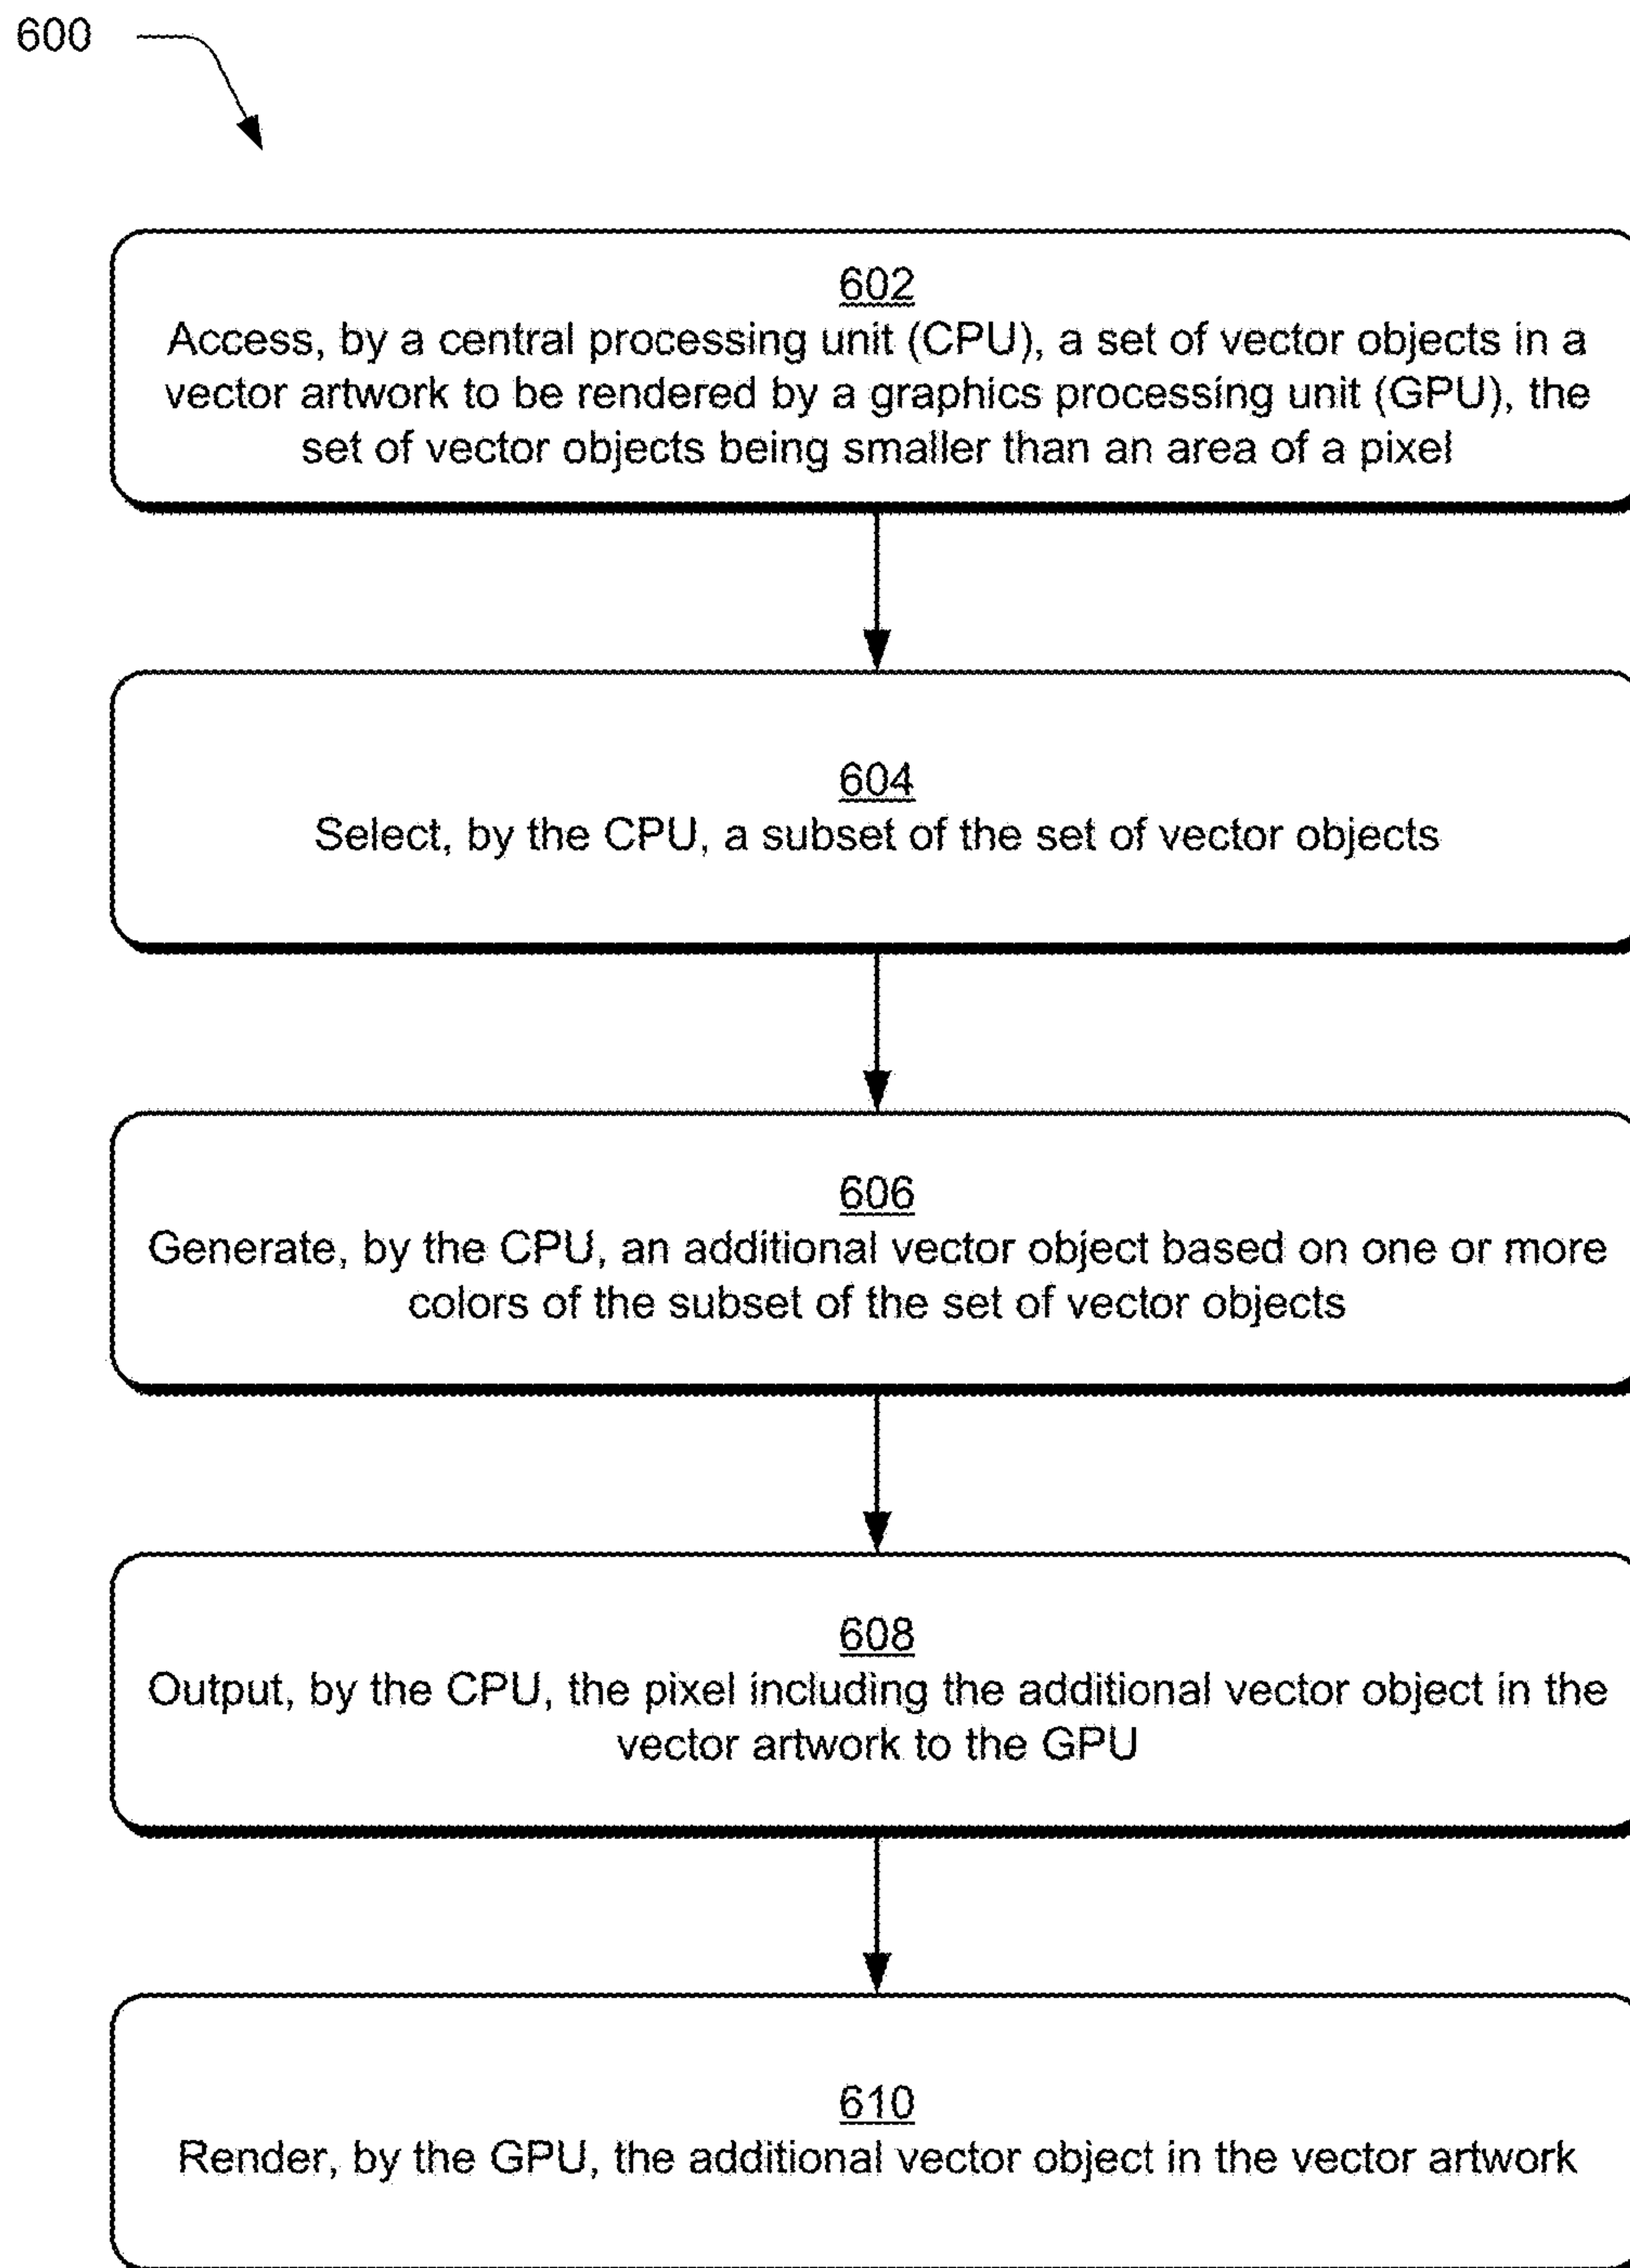 600
602
Access, by a central processing unit (CPU), a set of vector objects in a
vector artwork to be rendered by a graphics processing unit (GPU), the
set of vector objects being smaller than an area of a pixel
604
Select, by the CPU, a subset of the set of vector objects
606
Generate, by the CPU, an additional vector object based on one or more
colors of the subset of the set of vector objects
608
Output, by the CPU, the pixel including the additional vector object in the
vector artwork to the GPU
610
Render, by the GPU, the additional vector object in the vector artwork